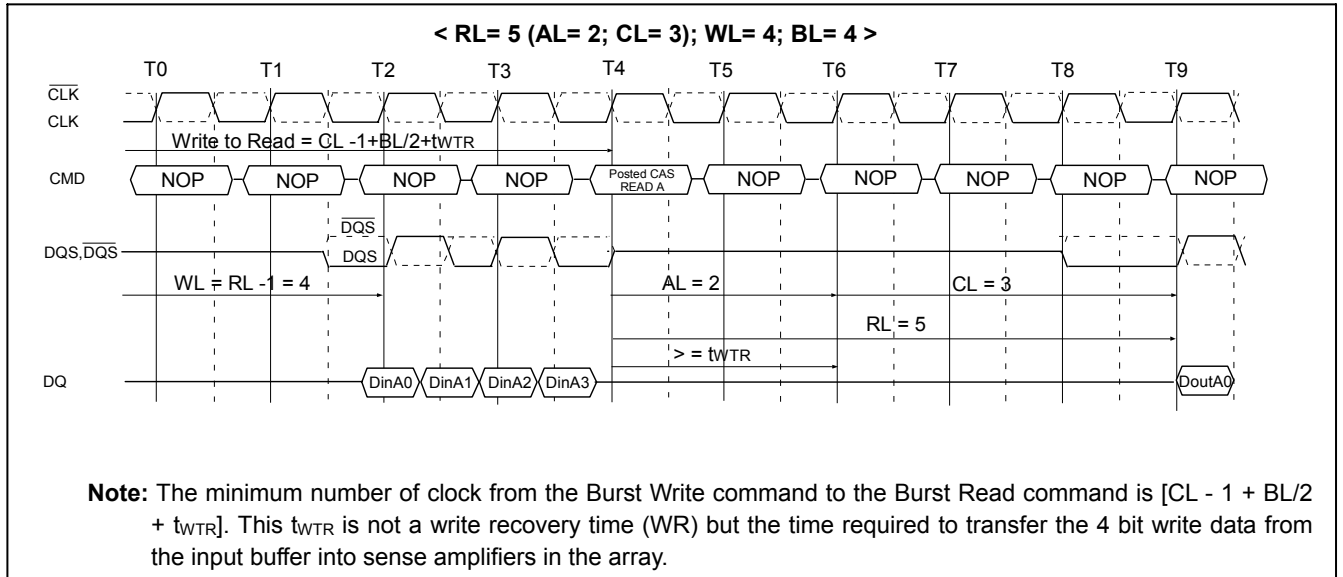 < RL= 5 (AL= 2; CL= 3); WL= 4; BL= 4 >
T0 T1 T2 T3 T4 T5 T6 T7 T8 T9
CLK
CLK
Write to Read = CL -1+BL/2+tWTR
CMD NOP NOP NOP NOP Posted CAS READ A NOP NOP NOP NOP NOP
DQS
DQS,DQS DQS
WL = RL -1 = 4 AL = 2 CL = 3
RL = 5
> = tWTR
DQ DinA0 DinA1 DinA2 DinA3 DoutA0
Note: The minimum number of clock from the Burst Write command to the Burst Read command is [CL - 1 + BL/2
+ tWTR]. This tWTR is not a write recovery time (WR) but the time required to transfer the 4 bit write data from
the input buffer into sense amplifiers in the array.